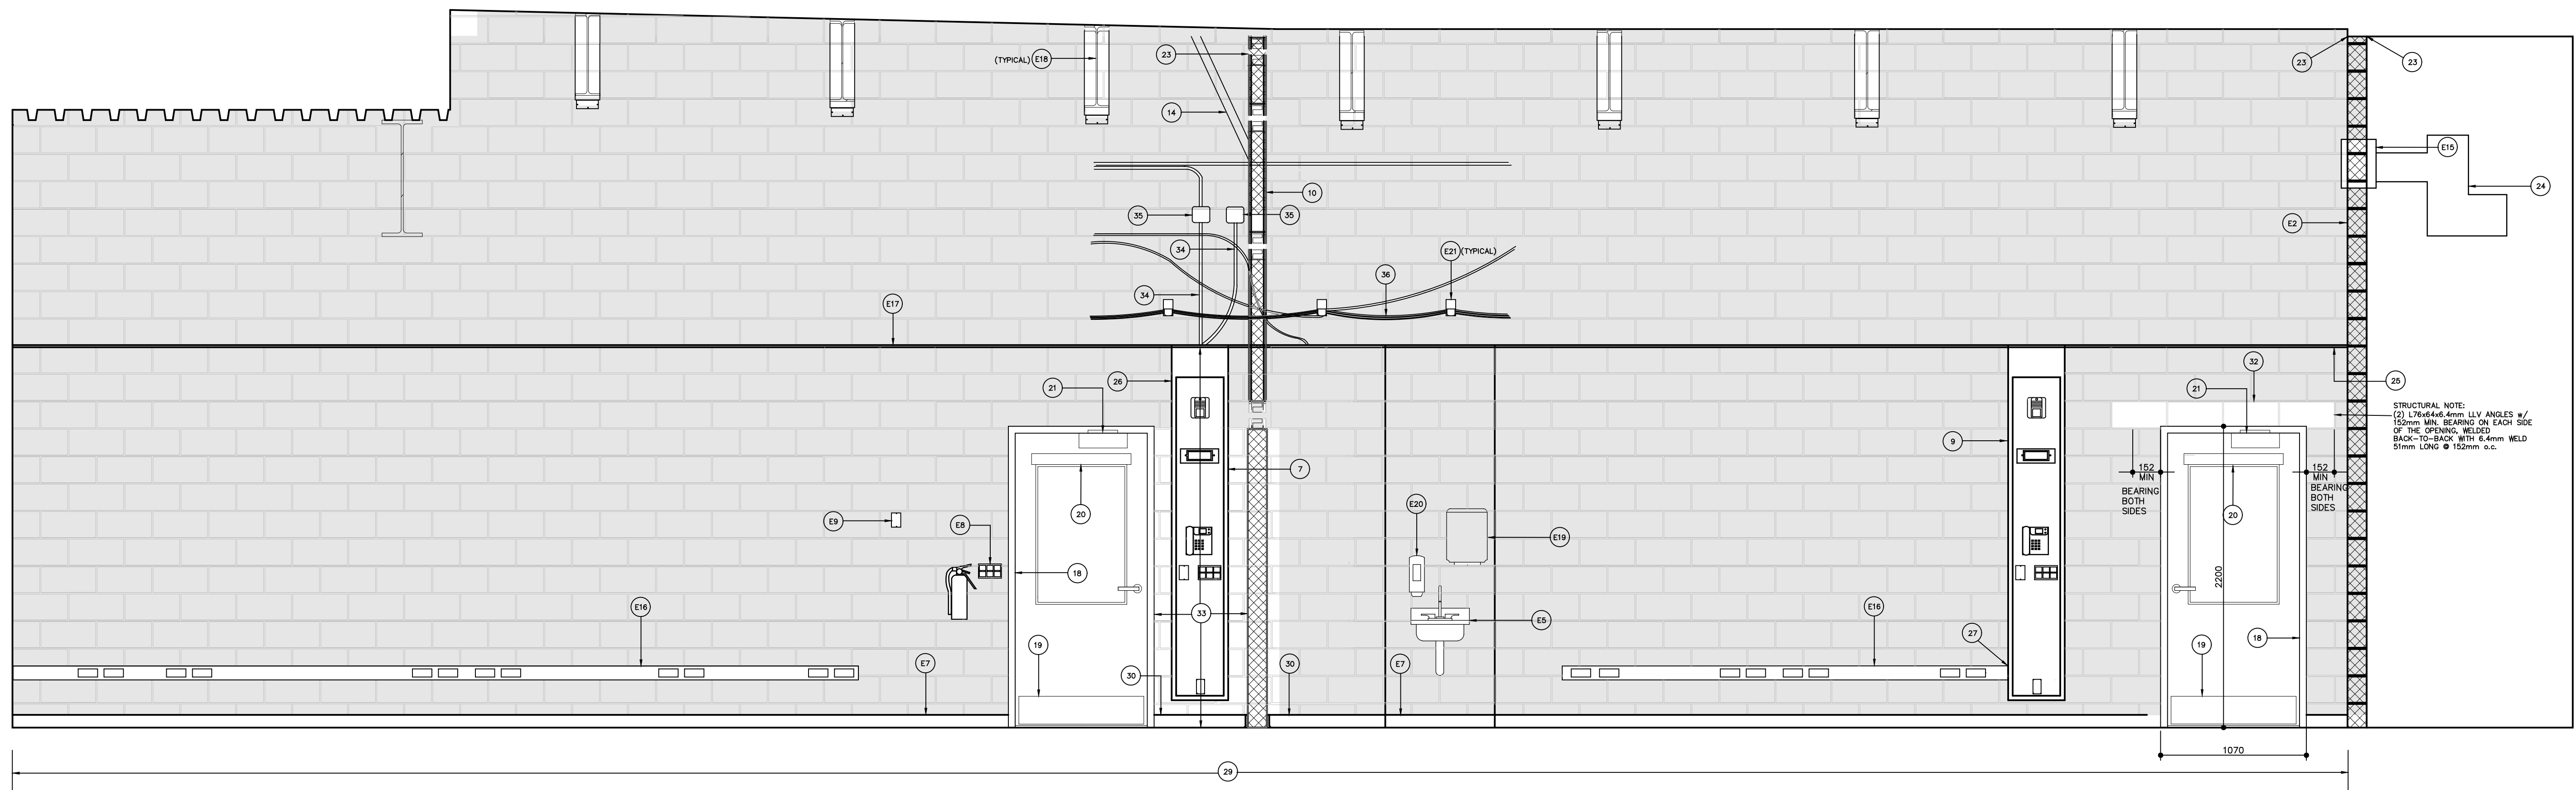 (TYPICAL) E18
23
23
23
14
E15
10
24
35
35
E2
34
E21 (TYPICAL)
36
34
E17
32
26
21
21
25
STRUCTURAL NOTE:
(2) L76x64x6.4mm LLV ANGLES w/
152mm MIN. BEARING ON EACH SIDE
OF THE OPENING, WELDED
BACK-TO-BACK WITH 6.4mm WELD
51mm LONG @ 152mm o.c.
9
7
152
MIN
BEARING
BOTH
SIDES
152
MIN
BEARING
BOTH
SIDES
E20
20
20
E9
E8
E19
18
2200
E16
33
E16
E5
27
18
19
19
E7
30
30
E7
1070
29